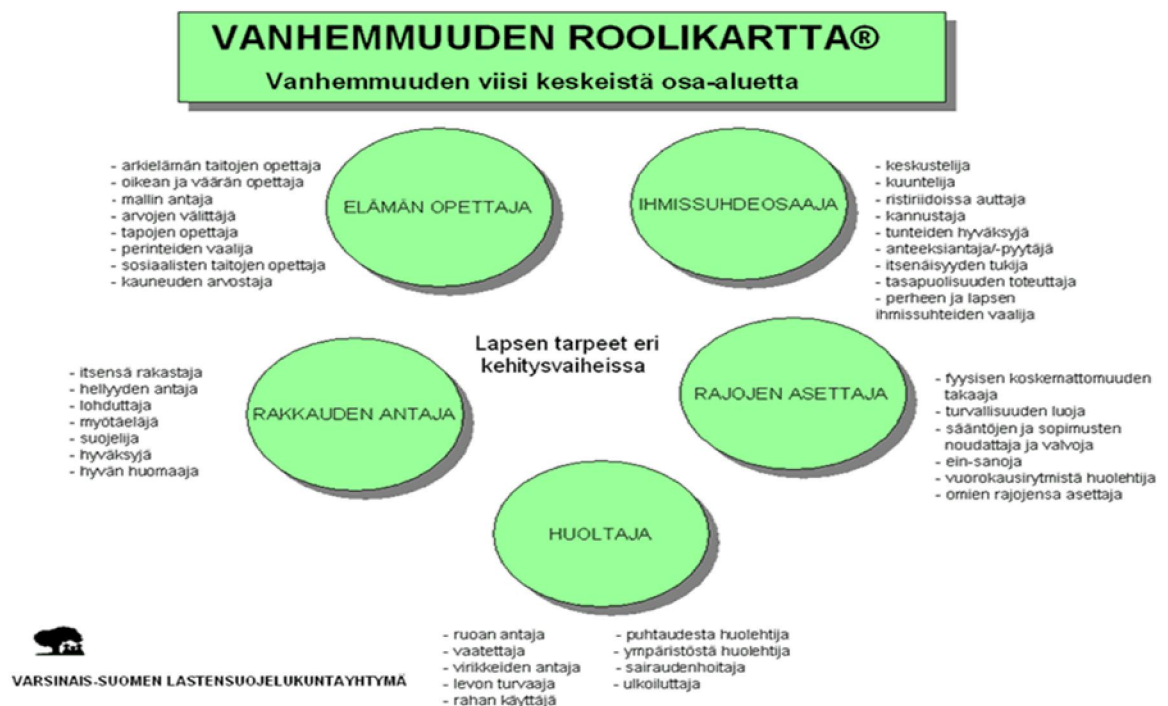 VANHEMMUUDEN ROOLIKARTTA®
Vanhemmuuden viisi keskeistä osa-aluetta
- arkielämän taitojen opettaja
- oikean ja väärän opettaja
- mallin antaja
- arvojen välittäjä
- tapojen opettaja
- perinteiden vaalija
- sosiaalisten taitojen opettaja
- kauneuden arvostaja
ELÄMÄN OPETTAJA
IHMISSUHDEOSAAJA
- keskustelija
- kuuntelija
- ristiriidoissa auttaja
- kannustaja
- tunteiden hyväksyjä
- anteeksiantaja/-pyytäjä
- itsenäisyyden tukija
- tasapuolisuuden toteuttaja
- perheen ja lapsen
ihmissuhteiden vaalija
Lapsen tarpeet eri
kehitysvaiheissa
- itsensä rakastaja
- hellyyden antaja
- lohduttaja
- myötäeläjä
- suojelija
- hyväksyjä
- hyvän huomaaja
RAKKAUDEN ANTAJA
RAJOJEN ASETTAJA
- fyysisen koskemattomuuden
takaaja
- turvallisuuden luoja
- sääntöjen ja sopimusten
noudattaja ja valvoja
- ein-sanoja
- vuorokausirytmistä huolehtija
- omien rajojensa asettaja
HUOLTAJA
- ruoan antaja
- vaatettaja
- virikkeiden antaja
- levon turvaaja
- rahan käyttäjä
- puhtaudesta huolehtija
- ympäristöstä huolehtija
- sairaudenhoitaja
- ulkoiluttaja
VARSINAIS-SUOMEN LASTENSUOJELUKUNTAYHTYMÄ